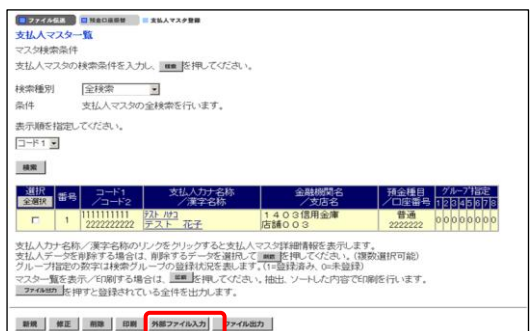 ファイル伝送 預金口座振替 支払人マスタ登録
支払人マスタ一覧
マスタ検索条件
支払人マスタの検索条件を入力し、 検索 を押してください。
検索種別 全検索
条件 支払人マスタの全検索を行います。
表示順を指定してください。
コード1
検索
選択 番号 コード1 支払人カナ名称 金融機関名 預金種目 グループ指定
全選択 /コード2 /漢字名称 /支店名 /口座番号 1 2 3 4 5 6 7 8
1 1111111111 ﾃｽﾄ ﾊﾅｺ 1403信用金庫 普通 0 0 0 0 0 0 0 0
2222222222 テスト 花子 店舗003 2222222
支払人カナ名称/漢字名称のリンクをクリックすると支払人マスタ詳細情報を表示します。
支払人データを削除する場合は、削除するデータを選択して 削除 を押してください。(複数選択可能)
グループ指定の数字は検索グループの登録状況を表します。(1=登録済み、0=未登録)
マスター覧を表示/印刷する場合は、 印刷 を押してください。抽出、ソートした内容で印刷を行います。
ファイル出力 を押すと登録されている全件を出力します。
新規 修正 削除 印刷 外部ファイル入力 ファイル出力